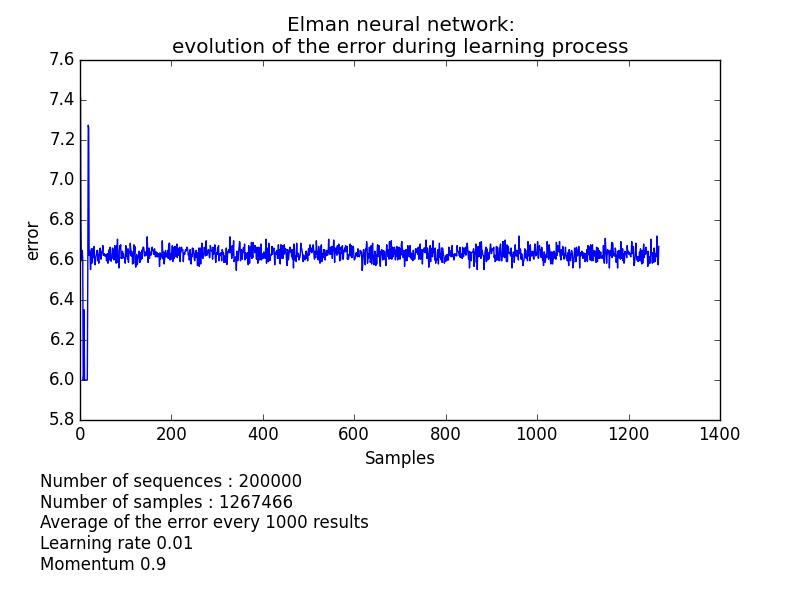 Elman neural network:
evolution of the error during learning process
7.6
7.4
7.2
7.0
6.8
6.6
6.4
6.2
6.0
5.8
error
0 200 400 600 800 1000 1200 1400
Samples
Number of sequences : 200000
Number of samples : 1267466
Average of the error every 1000 results
Learning rate 0.01
Momentum 0.9